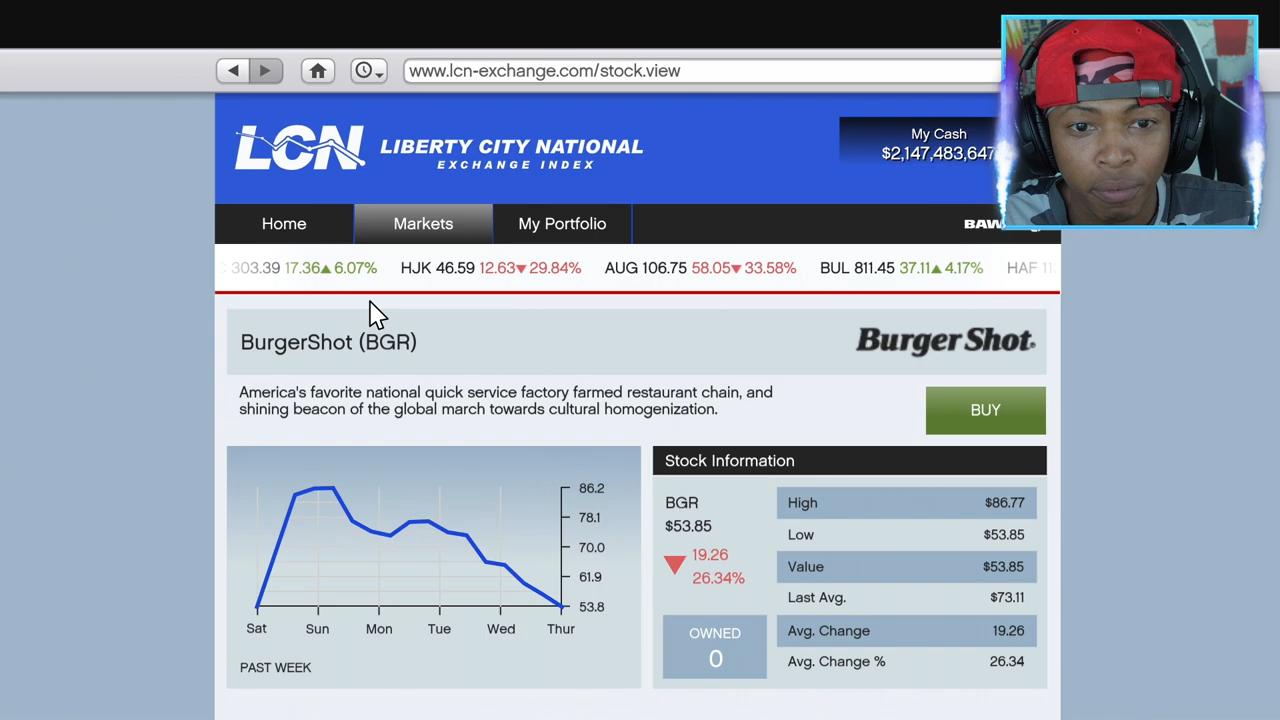 www.lcn-exchange.com/stock.view
LCN LIBERTY CITY NATIONAL
EXCHANGE INDEX
My Cash
$2,147,483,647
Home Markets My Portfolio
303.39 17.36▲6.07% HJK 46.59 12.63▼29.84% AUG 106.75 58.05▼33.58% BUL 811.45 37.11▲4.17% HAF
BurgerShot (BGR)
Burger Shot
America's favorite national quick service factory farmed restaurant chain, and
shining beacon of the global march towards cultural homogenization.
BUY
86.2
78.1
70.0
61.9
53.8
Sat Sun Mon Tue Wed Thur
PAST WEEK
Stock Information
BGR
$53.85
19.26
26.34%
OWNED
0
High $86.77
Low $53.85
Value $53.85
Last Avg. $73.11
Avg. Change 19.26
Avg. Change % 26.34